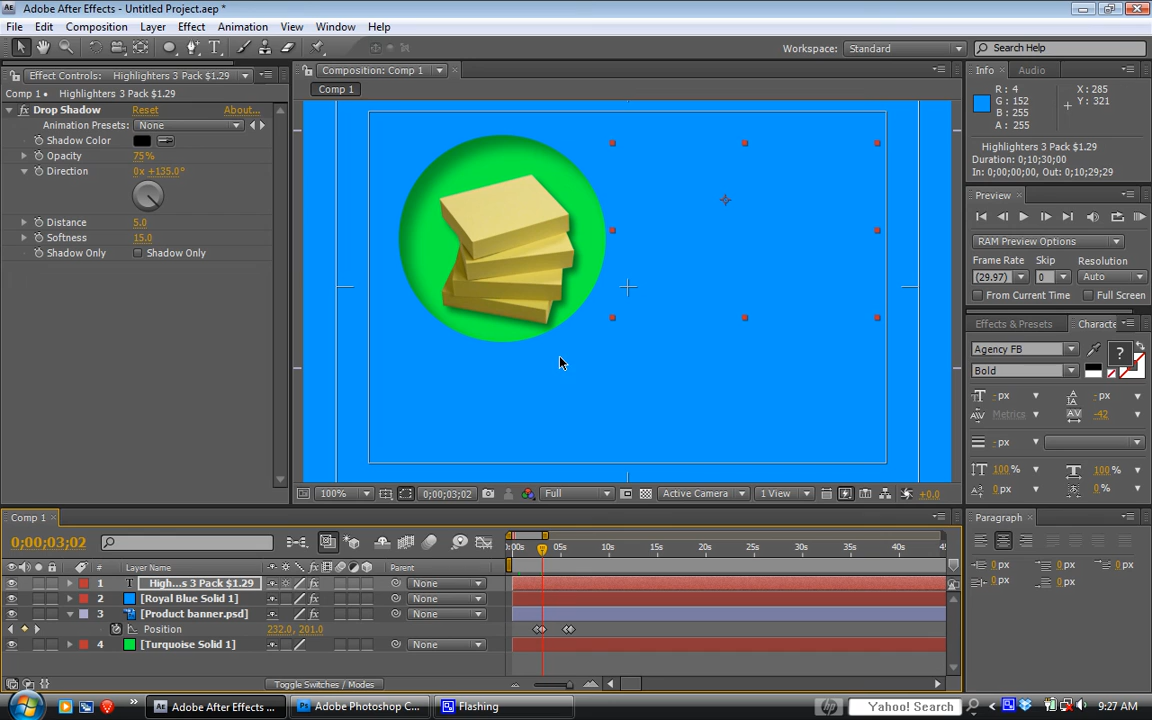 Adobe After Effects - Untitled Project.aep *
File Edit Composition Layer Effect Animation View Window Help
Workspace: Standard Search Help
Effect Controls: Highlighters 3 Pack $1.29
Composition: Comp 1
Info Audio
Comp 1 • Highlighters 3 Pack $1.29
Comp 1
R: 4 X: 285
G: 152 Y: 321
B: 255
A: 255
fx Drop Shadow Reset About...
Animation Presets: None
Shadow Color
Opacity 75%
Direction 0x +135.0°
Distance 5.0
Softness 15.0
Shadow Only Shadow Only
Highlighters 3 Pack $1.29
Duration: 0;10;30;00
In: 0;00;00;00, Out: 0;10;29;29
Preview
RAM Preview Options
Frame Rate Skip Resolution
(29.97) 0 Auto
From Current Time Full Screen
Effects & Presets Characte
Agency FB
Bold
- px - px
Metrics -42
- px
100% 100%
0 px 0%
100% 0;00;03;02 Full Active Camera 1 View +0.0
Comp 1
Paragraph
0;00;03;02
0:00s 05s 10s 15s 20s 25s 30s 35s 40s 45
# Layer Name Parent
1 T High...s 3 Pack $1.29 None
2 [Royal Blue Solid 1] None
3 [Product banner.psd] None
Position 232.0, 201.0
4 [Turquoise Solid 1] None
0 px 0 px 0 px
0 px 0 px
Toggle Switches / Modes
Adobe After Effects ... Adobe Photoshop C... Flashing Yahoo! Search 9:27 AM